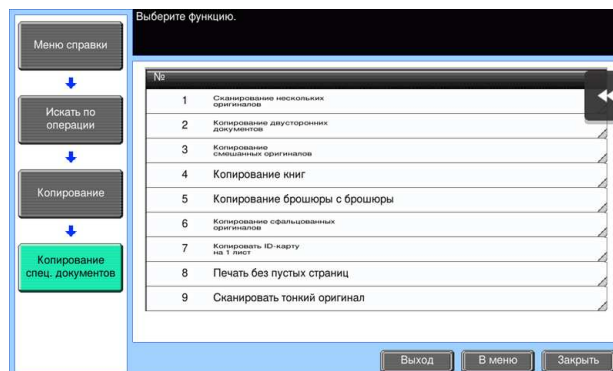 Выберите функцию.
Меню справки
Искать по
операции
Копирование
Копирование
спец. документов
№
1 Сканирование нескольких
оригиналов
2 Копирование двусторонних
документов
3 Копирование
смешанных оригиналов
4 Копирование книг
5 Копирование брошюры с брошюры
6 Копирование сфальцованных
оригиналов
7 Копировать ID-карту
на 1 лист
8 Печать без пустых страниц
9 Сканировать тонкий оригинал
Выход
В меню
Закрыть